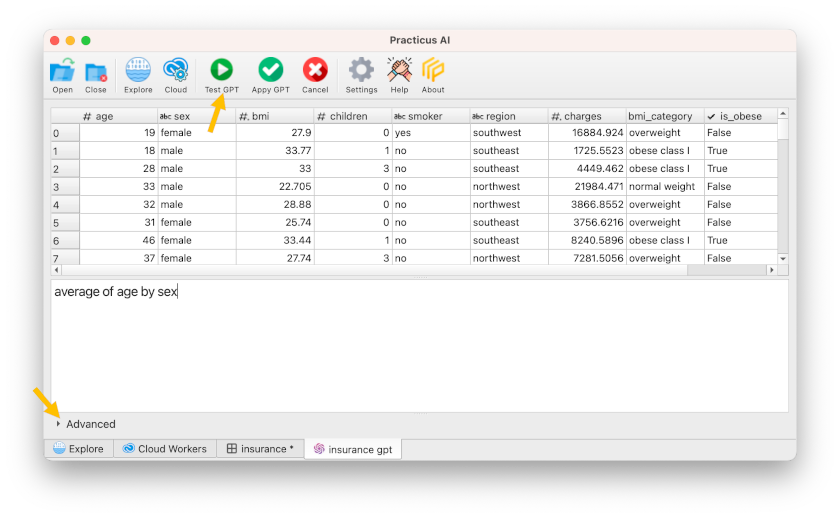 Practicus AI
Open Close Explore Cloud Test GPT Appy GPT Cancel Settings Help About
# age abc sex #. bmi # children abc smoker abc region #. charges bmi_category ✓ is_obese
0 19 female 27.9 0 yes southwest 16884.924 overweight False
1 18 male 33.77 1 no southeast 1725.5523 obese class I True
2 28 male 33 3 no southeast 4449.462 obese class I True
3 33 male 22.705 0 no northwest 21984.471 normal weight False
4 32 male 28.88 0 no northwest 3866.8552 overweight False
5 31 female 25.74 0 no southeast 3756.6216 overweight False
6 46 female 33.44 1 no southeast 8240.5896 obese class I True
7 37 female 27.74 3 no northwest 7281.5056 overweight False
average of age by sex
Advanced
Explore Cloud Workers insurance * insurance gpt